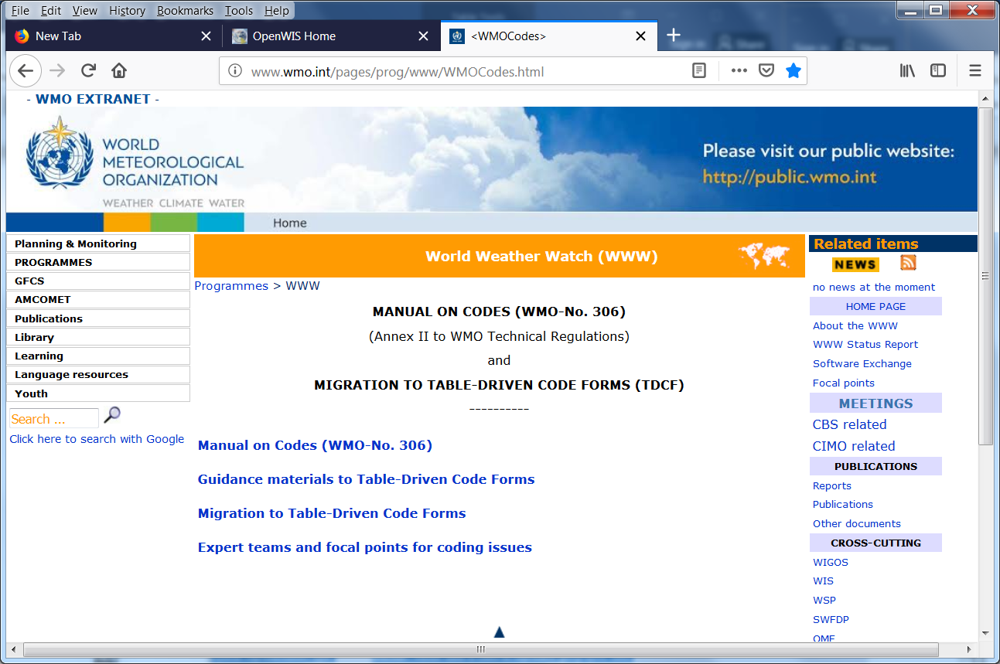 File Edit View History Bookmarks Tools Help
New Tab
OpenWIS Home
<WMOCodes>
www.wmo.int/pages/prog/www/WMOCodes.html
- WMO EXTRANET -
WORLD
METEOROLOGICAL
ORGANIZATION
WEATHER CLIMATE WATER
Please visit our public website:
http://public.wmo.int
Home
Planning & Monitoring
PROGRAMMES
GFCS
AMCOMET
Publications
Library
Learning
Language resources
Youth
Search ...
Click here to search with Google
World Weather Watch (WWW)
Programmes > WWW
MANUAL ON CODES (WMO-No. 306)
(Annex II to WMO Technical Regulations)
and
MIGRATION TO TABLE-DRIVEN CODE FORMS (TDCF)
----------
Manual on Codes (WMO-No. 306)
Guidance materials to Table-Driven Code Forms
Migration to Table-Driven Code Forms
Expert teams and focal points for coding issues
Related items
NEWS
no news at the moment
HOME PAGE
About the WWW
WWW Status Report
Software Exchange
Focal points
MEETINGS
CBS related
CIMO related
PUBLICATIONS
Reports
Publications
Other documents
CROSS-CUTTING
WIGOS
WIS
WSP
SWFDP